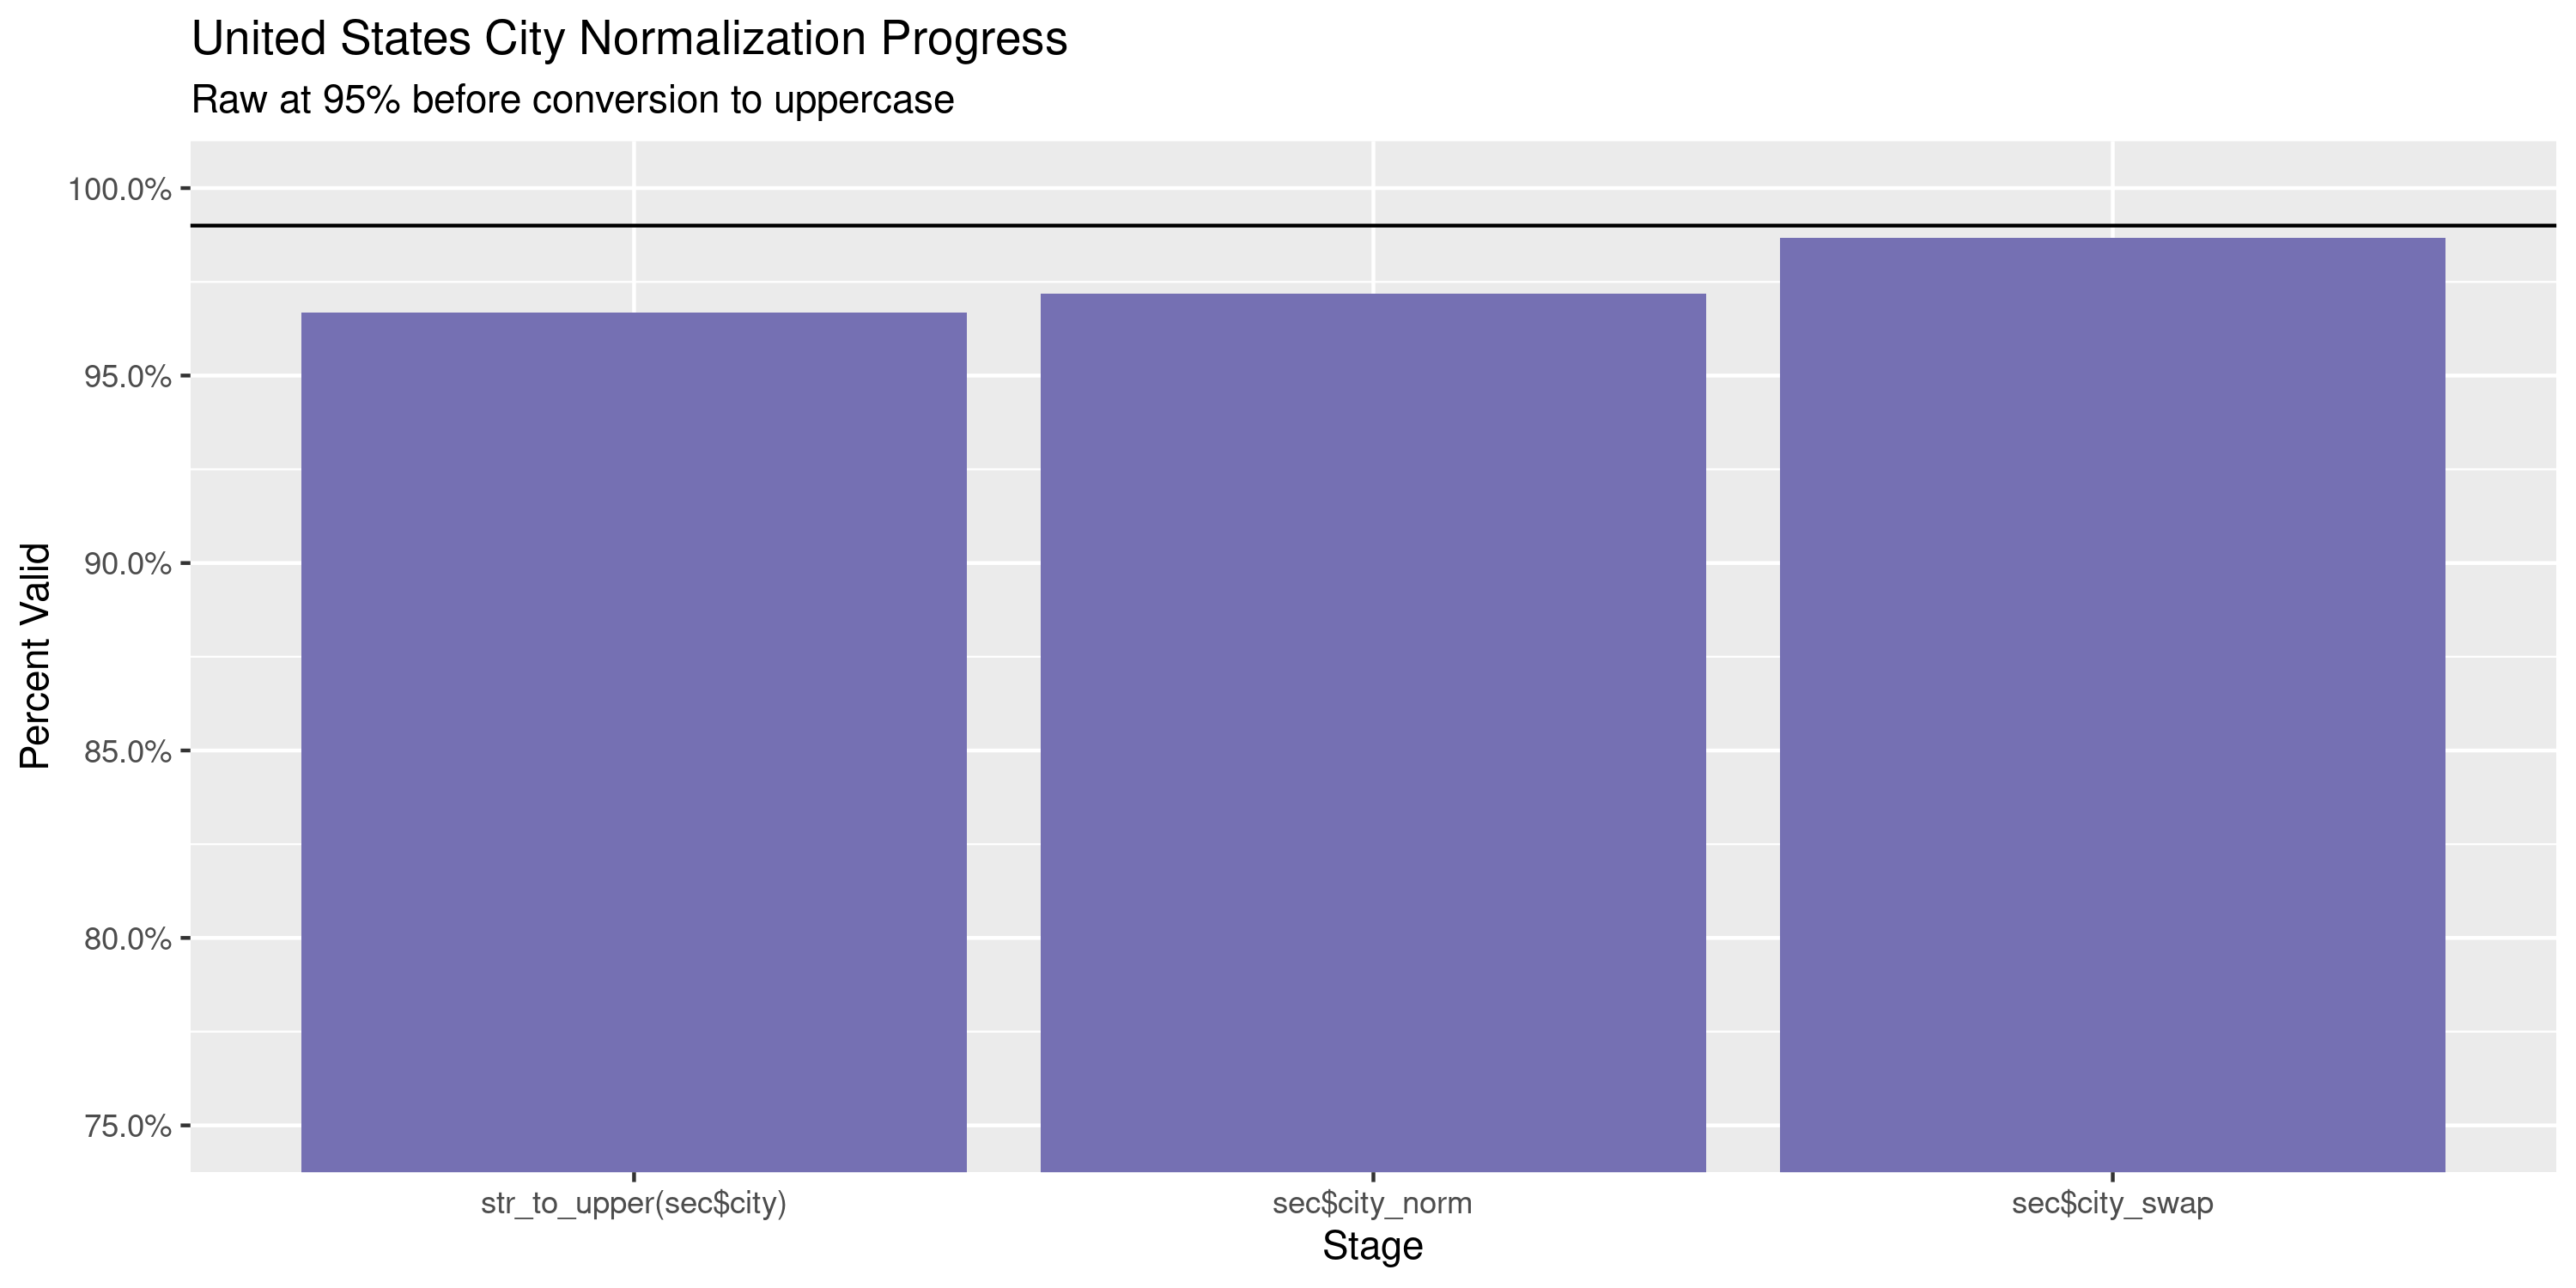 United States City Normalization Progress
Raw at 95% before conversion to uppercase
100.0%
95.0%
90.0%
85.0%
80.0%
75.0%
Percent Valid
str_to_upper(sec$city)
sec$city_norm
sec$city_swap
Stage